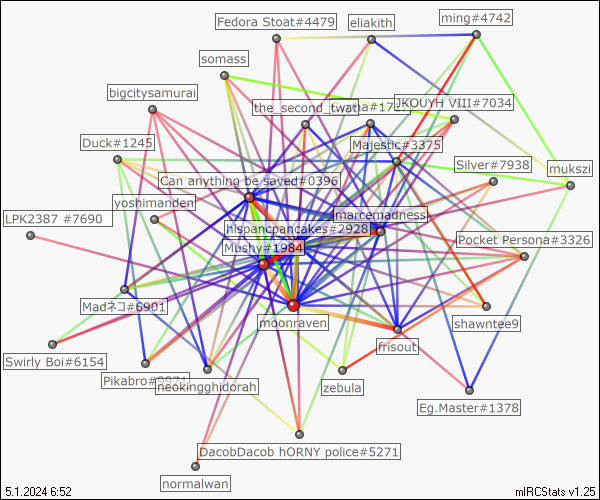 Fedora Stoat#4479
eliakith
ming#4742
somass
bigcitysamurai
the_second_twat
JKOUYH VIII#7034
Duck#1245
Majestic#3375
Silver#7938
mukszi
Can anything be saved#0396
yoshimanden
LPK2387 #7690
marcemadness
hispancpancakes#2928
Mushy#1984
Pocket Persona#3326
Madネコ#6901
moonraven
shawntee9
frisout
Swirly Boi#6154
neokingghidorah
zebula
Eg.Master#1378
DacobDacob hORNY police#5271
normalwan
5.1.2024 6:52
mIRCStats v1.25